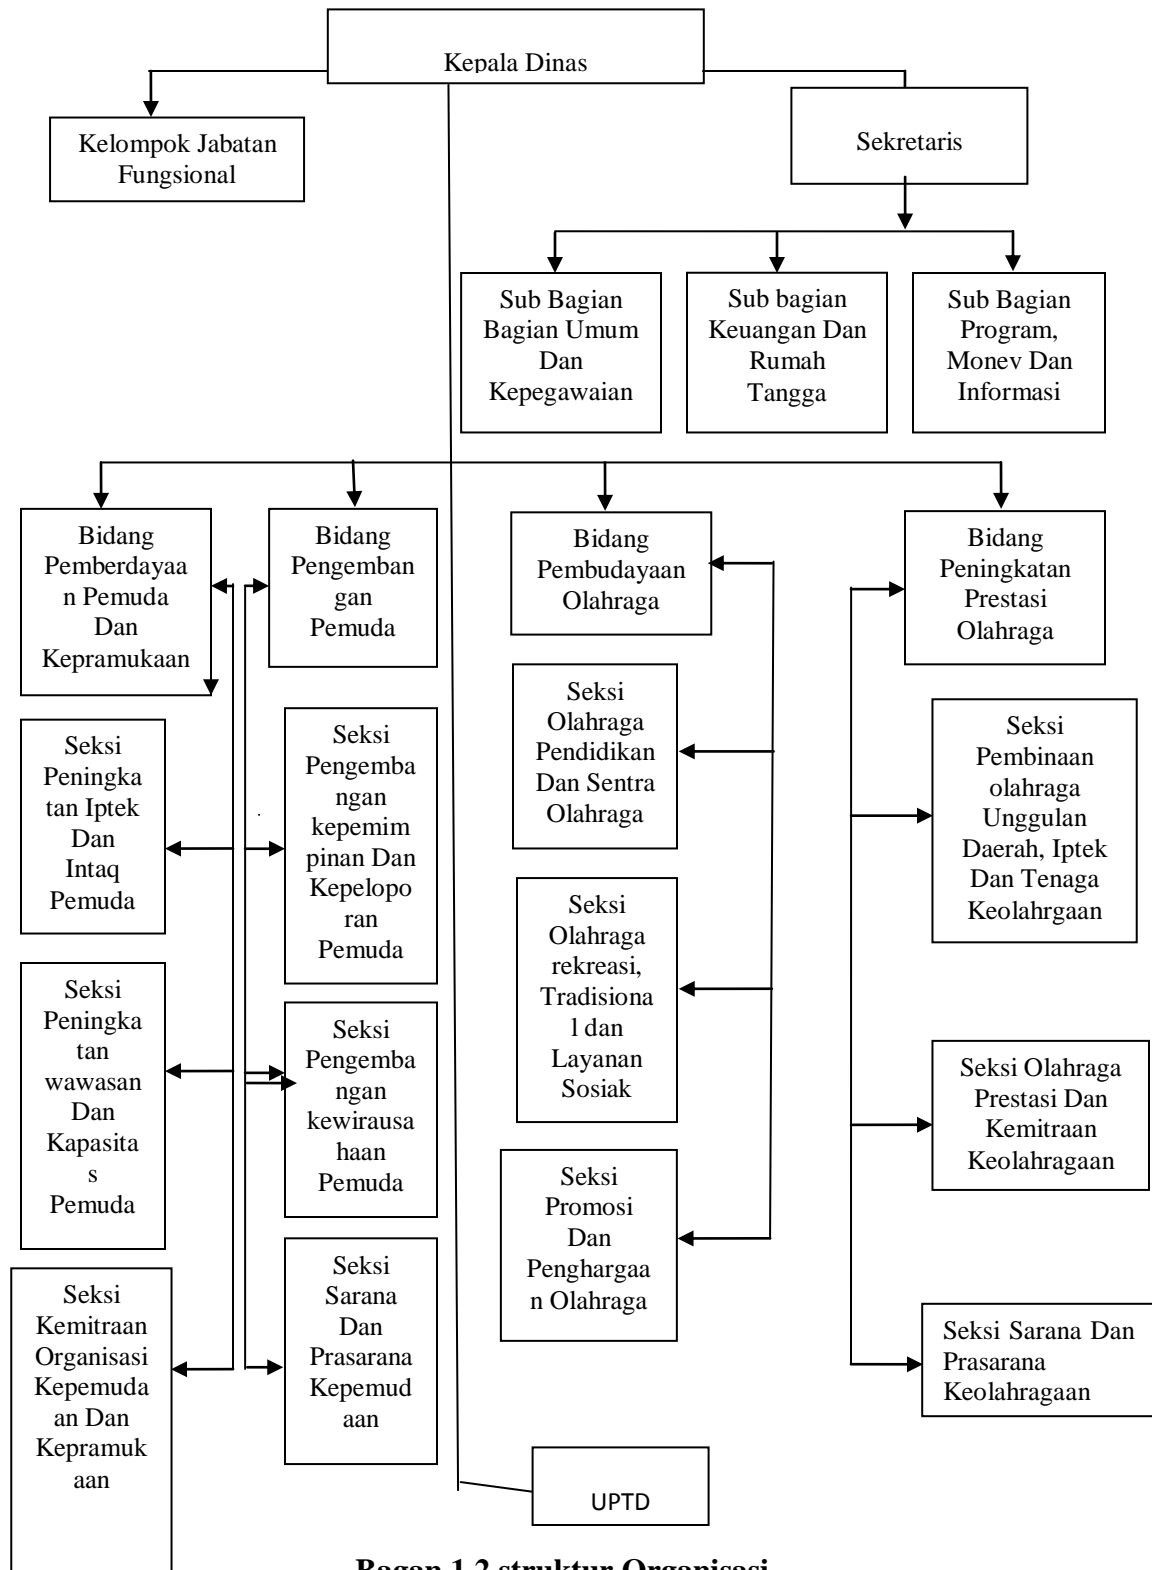 Kepala Dinas
Kelompok Jabatan
Fungsional
Sekretaris
Sub Bagian
Bagian Umum
Dan
Kepegawaian
Sub bagian
Keuangan Dan
Rumah
Tangga
Sub Bagian
Program,
Monev Dan
Informasi
Bidang
Pemberdayaa
n Pemuda
Dan
Kepramukaan
Bidang
Pengemban
gan
Pemuda
Bidang
Pembudayaan
Olahraga
Bidang
Peningkatan
Prestasi
Olahraga
Seksi
Peningka
tan Iptek
Dan
Intaq
Pemuda
Seksi
Pengemba
ngan
kepemim
pinan Dan
Kepelopo
ran
Pemuda
Seksi
Olahraga
Pendidikan
Dan Sentra
Olahraga
Seksi
Pembinaan
olahraga
Unggulan
Daerah, Iptek
Dan Tenaga
Keolahrgaan
Seksi
Peningka
tan
wawasan
Dan
Kapasita
s
Pemuda
Seksi
Pengemba
ngan
kewirausa
haan
Pemuda
Seksi
Olahraga
rekreasi,
Tradisiona
l dan
Layanan
Sosiak
Seksi Olahraga
Prestasi Dan
Kemitraan
Keolahragaan
Seksi
Kemitraan
Organisasi
Kepemuda
an Dan
Kepramuk
aan
Seksi
Sarana
Dan
Prasarana
Kepemud
aan
Seksi
Promosi
Dan
Penghargaa
n Olahraga
Seksi Sarana Dan
Prasarana
Keolahragaan
UPTD
Bagan 1.2 struktur Organisasi